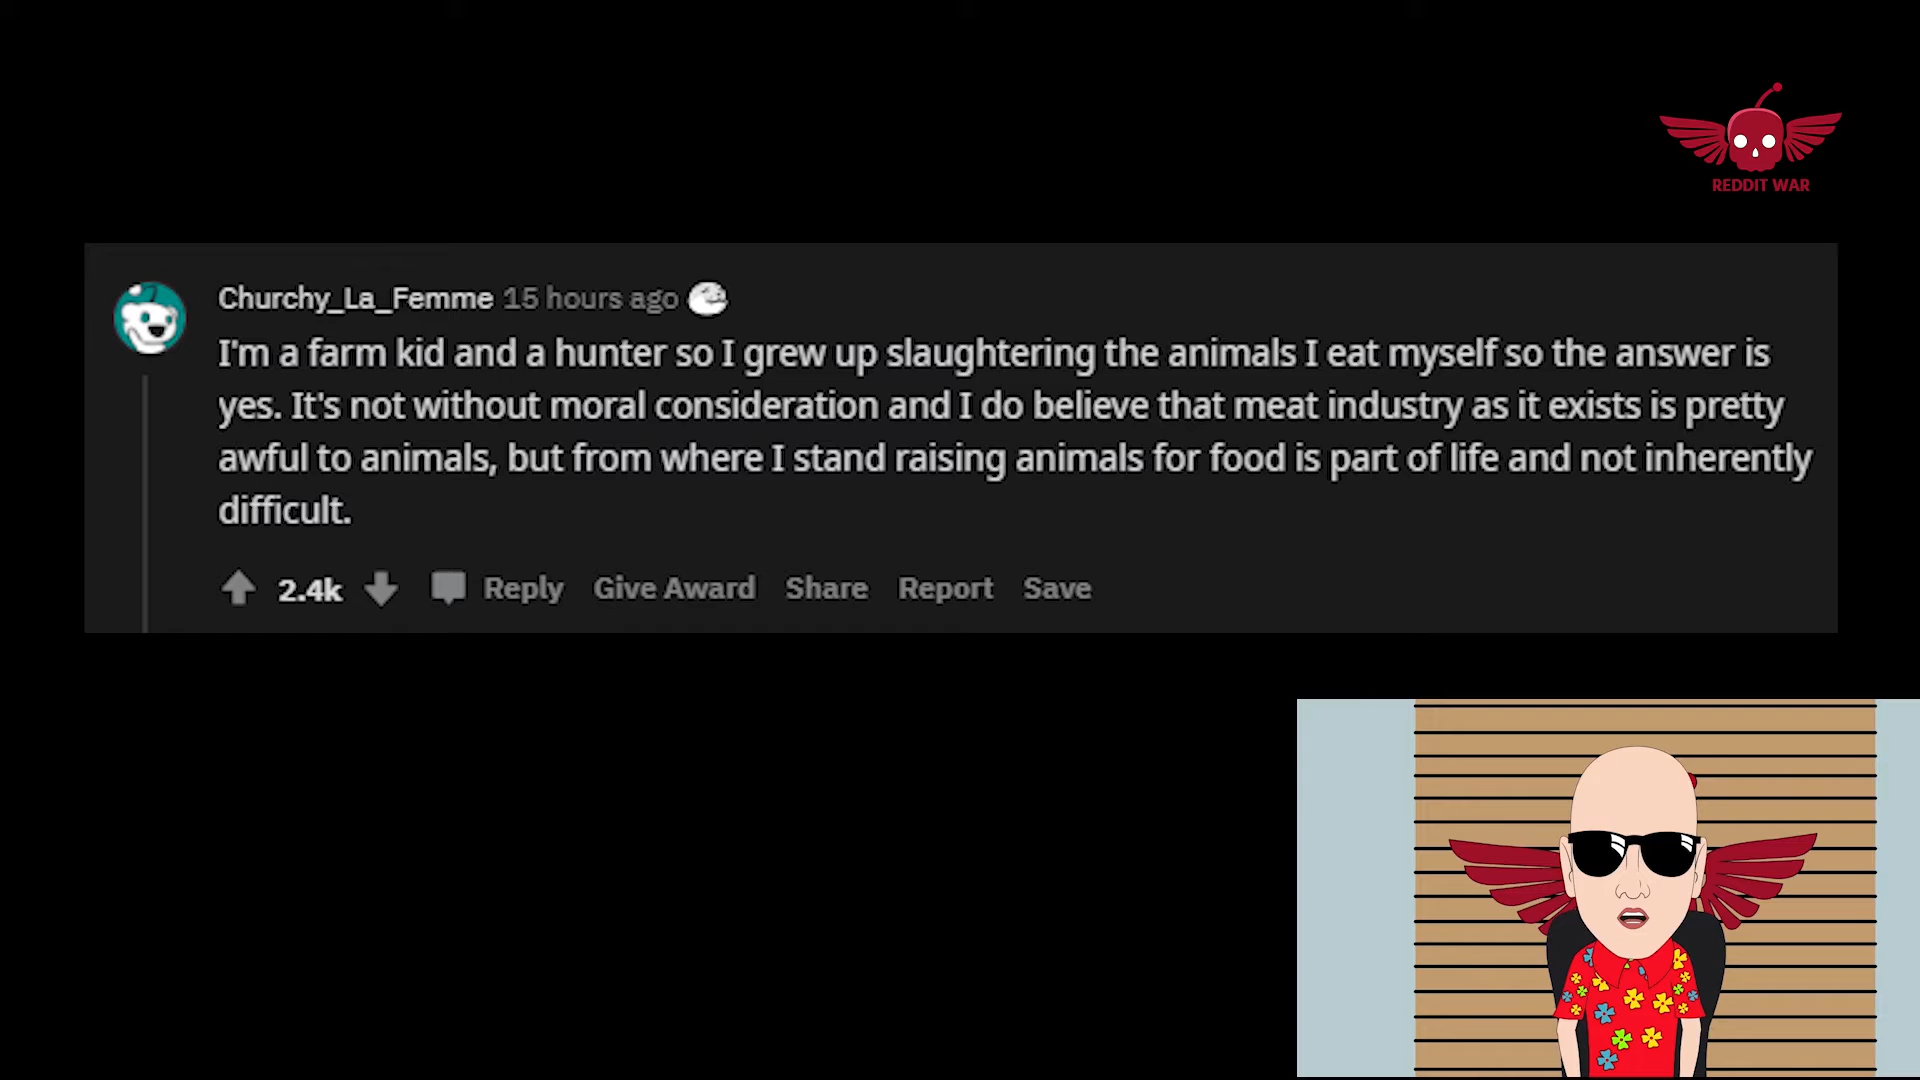 REDDIT WAR
Churchy_La_Femme 15 hours ago
I'm a farm kid and a hunter so I grew up slaughtering the animals I eat myself so the answer is
yes. It's not without moral consideration and I do believe that meat industry as it exists is pretty
awful to animals, but from where I stand raising animals for food is part of life and not inherently
difficult.
2.4k Reply Give Award Share Report Save